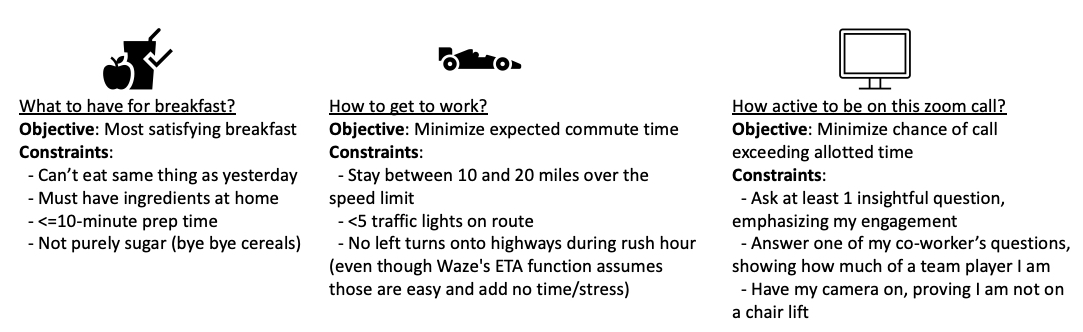 What to have for breakfast?
Objective: Most satisfying breakfast
Constraints:
- Can't eat same thing as yesterday
- Must have ingredients at home
- <=10-minute prep time
- Not purely sugar (bye bye cereals)
How to get to work?
Objective: Minimize expected commute time
Constraints:
- Stay between 10 and 20 miles over the
speed limit
- <5 traffic lights on route
- No left turns onto highways during rush hour
(even though Waze's ETA function assumes
those are easy and add no time/stress)
How active to be on this zoom call?
Objective: Minimize chance of call
exceeding allotted time
Constraints:
- Ask at least 1 insightful question,
emphasizing my engagement
- Answer one of my co-worker's questions,
showing how much of a team player I am
- Have my camera on, proving I am not on
a chair lift